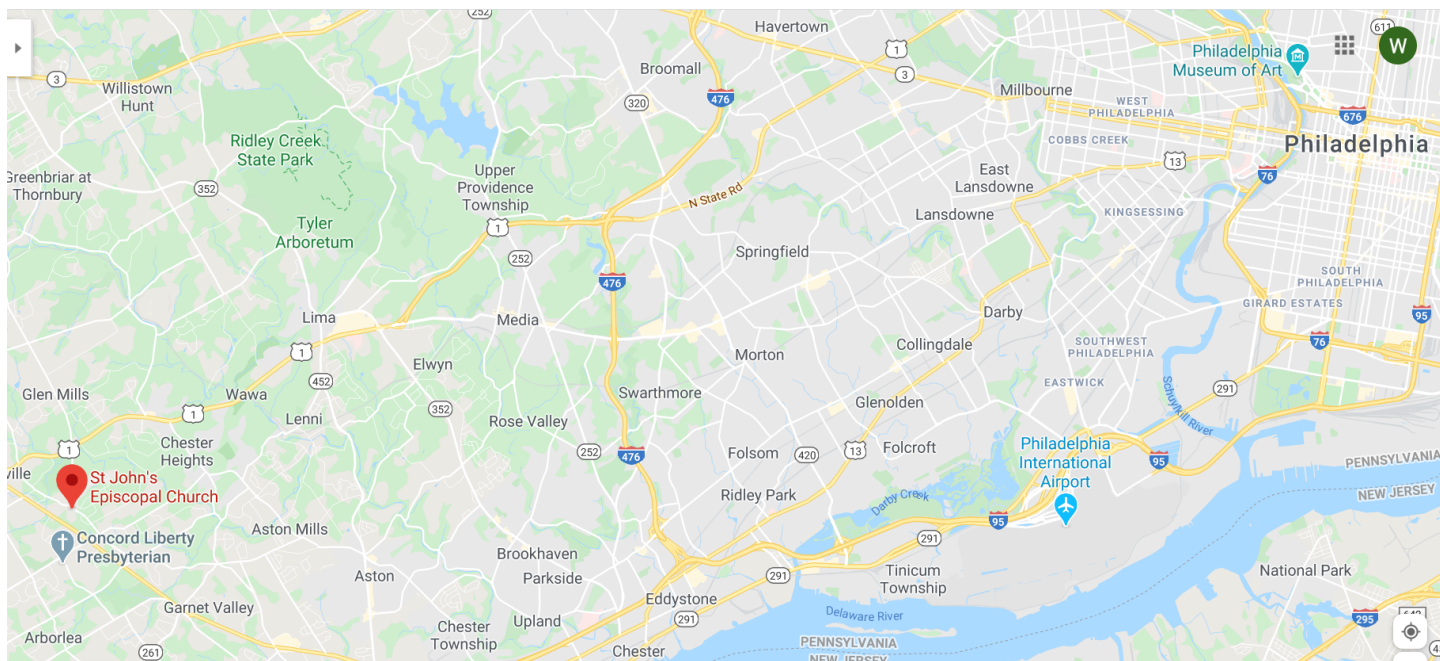 252
611
Havertown
1
W
Philadelphia
Museum of Art
Broomall
3
3
Willistown
Hunt
Millbourne
476
320
WEST
PHILADELPHIA
676
Ridley Creek
State Park
COBBS CREEK
Philadelphia
13
Upper
Providence
Township
East
Lansdowne
76
Greenbriar at
Thornbury
352
N State Rd
Lansdowne
KINGSESSING
Tyler
Arboretum
1
252
Springfield
SOUTH
PHILADELPHIA
476
GIRARD ESTATES
Lima
Media
Darby
95
1
Morton
Collingdale
SOUTHWEST
PHILADELPHIA
76
Elwyn
452
EASTWICK
291
Glen Mills
Wawa
Swarthmore
Glenolden
Schuylkill River
1
Lenni
352
Rose Valley
1
Chester
Heights
252
476
Folsom
420
13
Folcroft
Philadelphia
International
Airport
95
PENNSYLVANIA
NEW JERSEY
ville
St John's
Episcopal Church
Ridley Park
Darby Creek
95
Concord Liberty
Presbyterian
Aston Mills
291
Brookhaven
Aston
Parkside
291
Tinicum
Township
National Park
Garnet Valley
Eddystone
291
Delaware River
295
Arborlea
Chester
Township
Upland
261
Chester
PENNSYLVANIA
NEW JERSEY